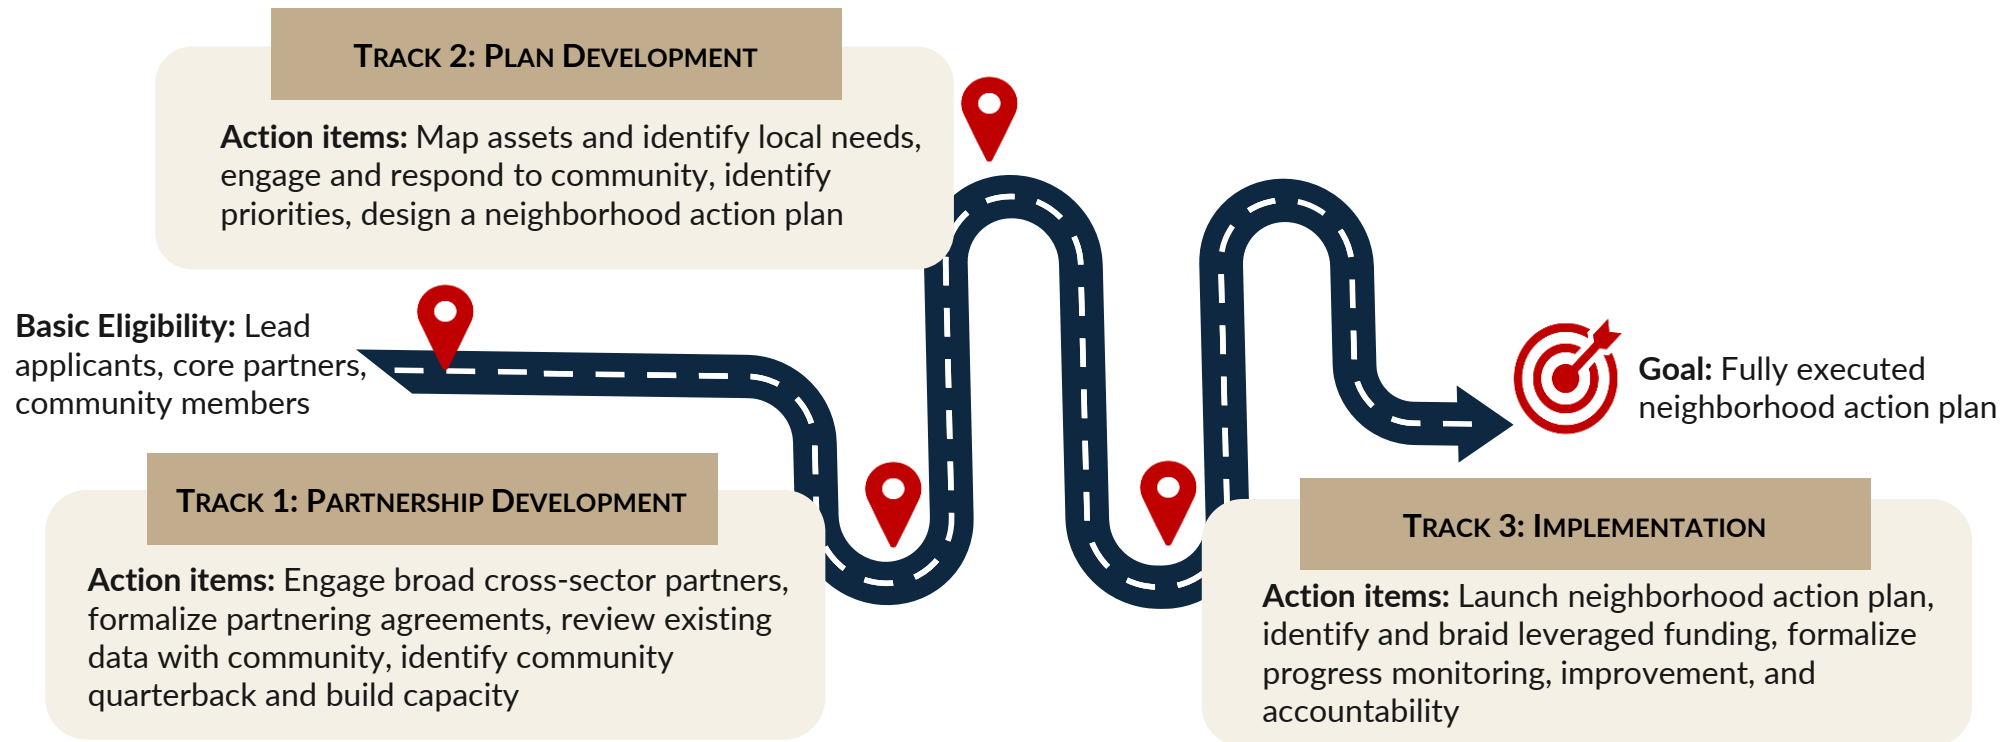 TRACK 2: PLAN DEVELOPMENT
Action items: Map assets and identify local needs,
engage and respond to community, identify
priorities, design a neighborhood action plan
Basic Eligibility: Lead
applicants, core partners,
community members
Goal: Fully executed
neighborhood action plan
TRACK 1: PARTNERSHIP DEVELOPMENT
Action items: Engage broad cross-sector partners,
formalize partnering agreements, review existing
data with community, identify community
quarterback and build capacity
TRACK 3: IMPLEMENTATION
Action items: Launch neighborhood action plan,
identify and braid leveraged funding, formalize
progress monitoring, improvement, and
accountability